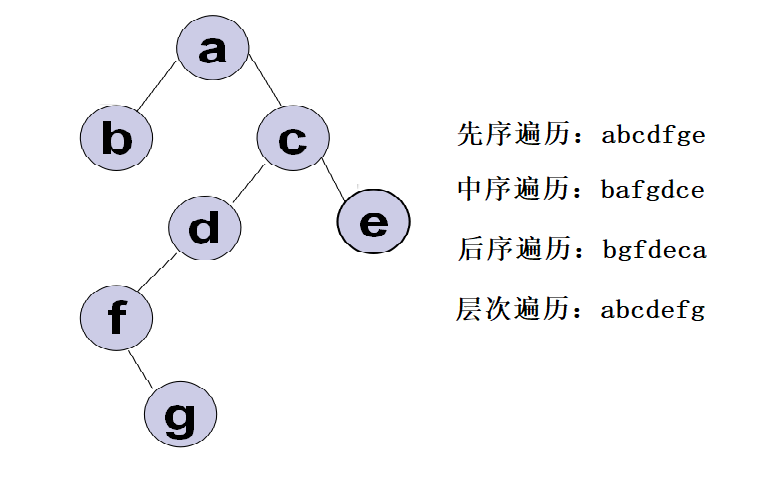 a
b
c
d
e
f
g
先序遍历：abcdfge
中序遍历：bafgdce
后序遍历：bgfdeca
层次遍历：abcdefg